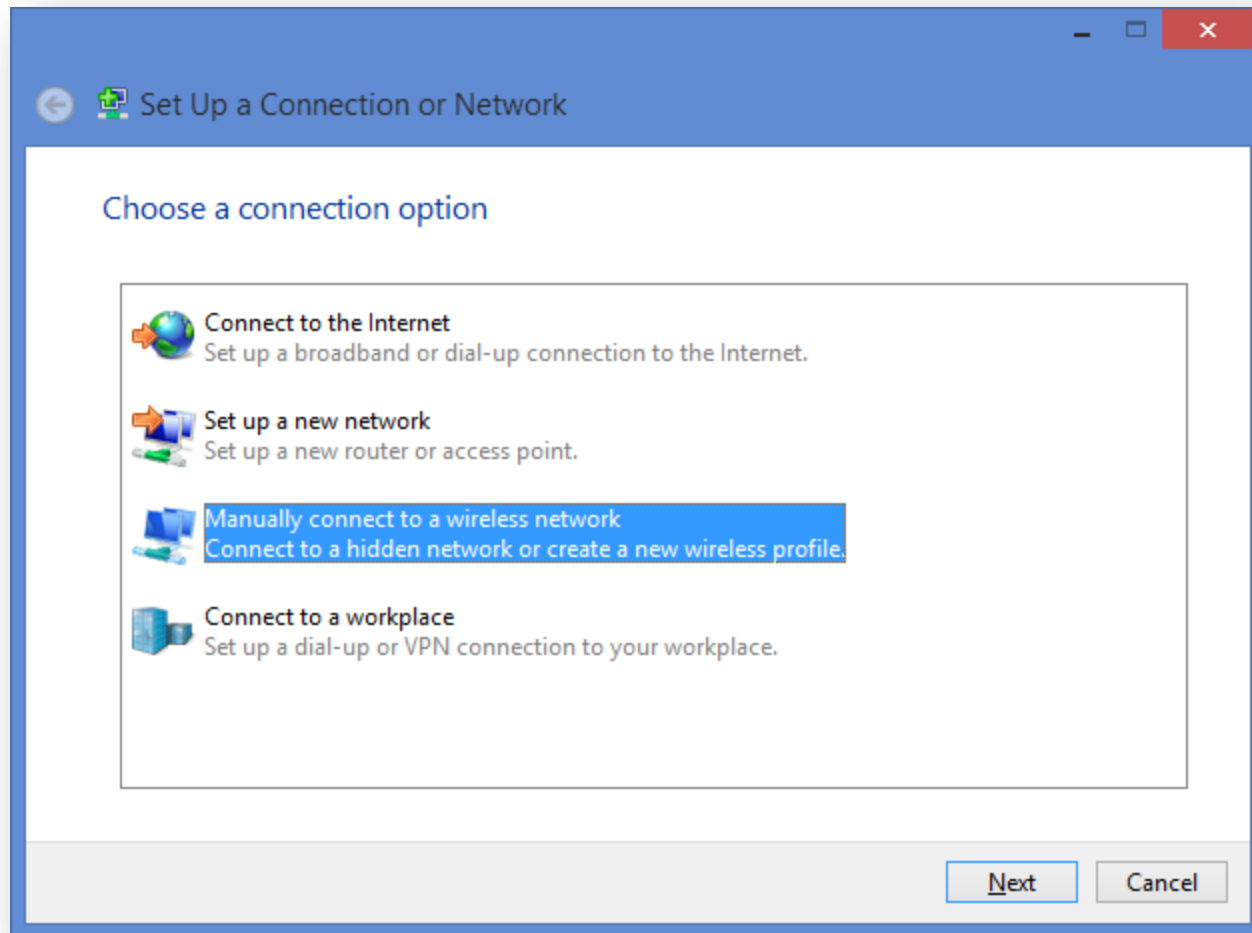 Set Up a Connection or Network
Choose a connection option
Connect to the Internet
Set up a broadband or dial-up connection to the Internet.
Set up a new network
Set up a new router or access point.
Manually connect to a wireless network
Connect to a hidden network or create a new wireless profile.
Connect to a workplace
Set up a dial-up or VPN connection to your workplace.
Next
Cancel